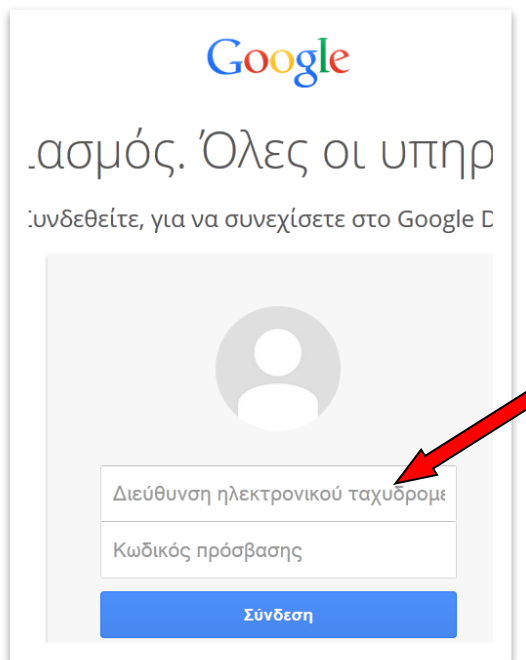 Google
.ασμός. Όλες οι υπηρ
Συνδεθείτε, για να συνεχίσετε στο Google D
Διεύθυνση ηλεκτρονικού ταχυδρομε
Κωδικός πρόσβασης
Σύνδεση